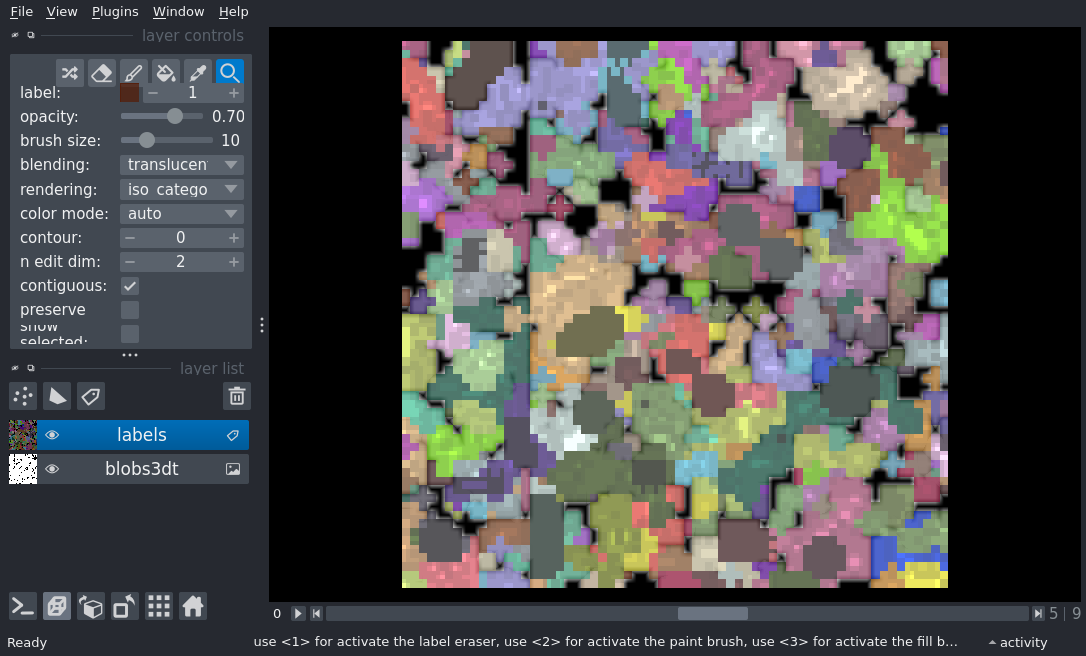 File View Plugins Window Help
layer controls
label: 1
opacity: 0.70
brush size: 10
blending: translucen
rendering: iso_catego
color mode: auto
contour: 0
n edit dim: 2
contiguous:
preserve
show
selected:
layer list
labels
blobs3dt
0 5 | 9
Ready use <1> for activate the label eraser, use <2> for activate the paint brush, use <3> for activate the fill b... activity